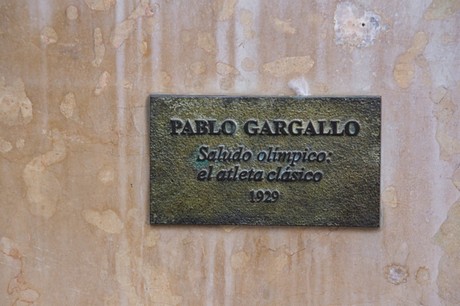 PABLO GARGALLO
Saludo olímpico:
el atleta clásico
1929